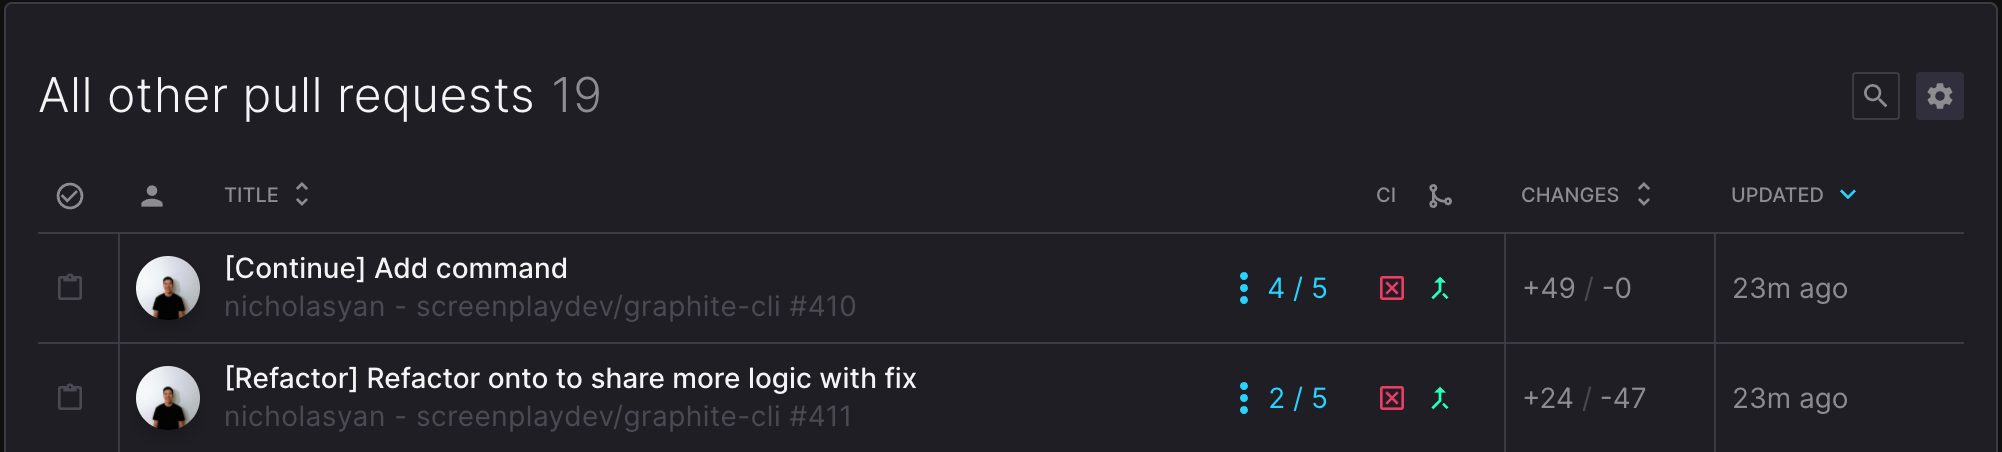 All other pull requests 19
TITLE CI CHANGES UPDATED
[Continue] Add command
nicholasyan - screenplaydev/graphite-cli #410
4 / 5 +49 / -0 23m ago
[Refactor] Refactor onto to share more logic with fix
nicholasyan - screenplaydev/graphite-cli #411
2 / 5 +24 / -47 23m ago